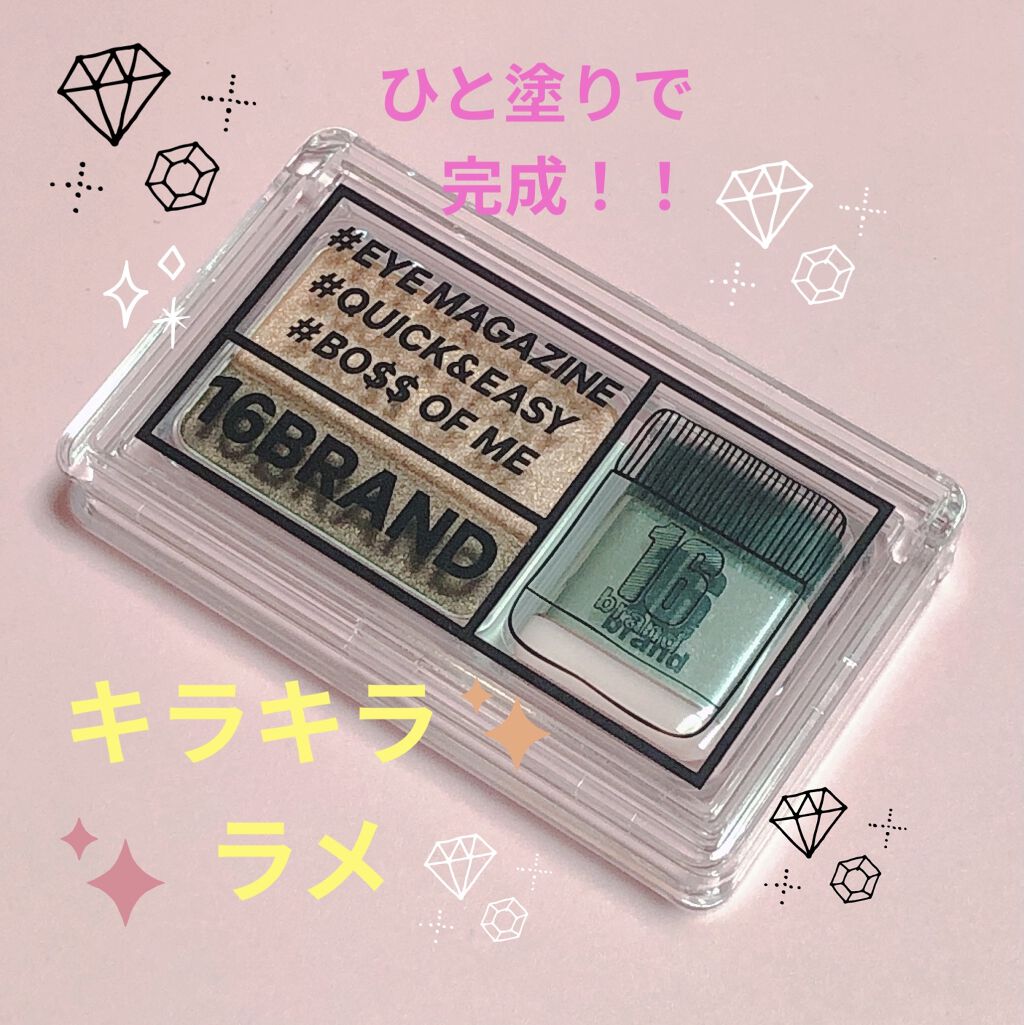 ひと塗りで
完成！！
#EYE MAGAZINE
#QUICK&EASY
#BO$$ OF ME
16BRAND
16
brand
キラキラ
ラメ